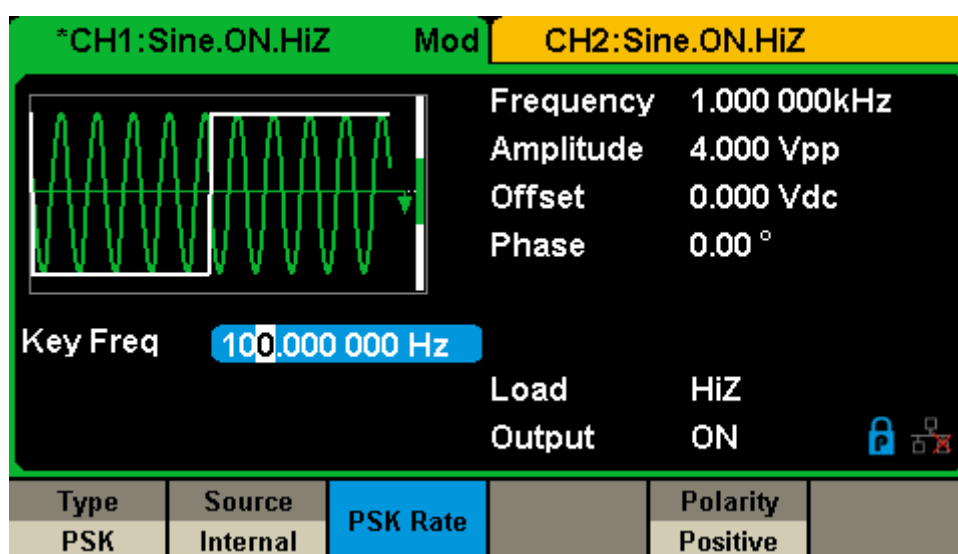 *CH1:Sine.ON.HiZ Mod CH2:Sine.ON.HiZ
Frequency 1.000 000kHz
Amplitude 4.000 Vpp
Offset 0.000 Vdc
Phase 0.00 °
Key Freq 100.000 000 Hz
Load HiZ
Output ON
P
Type Source PSK Rate Polarity
PSK Internal Positive